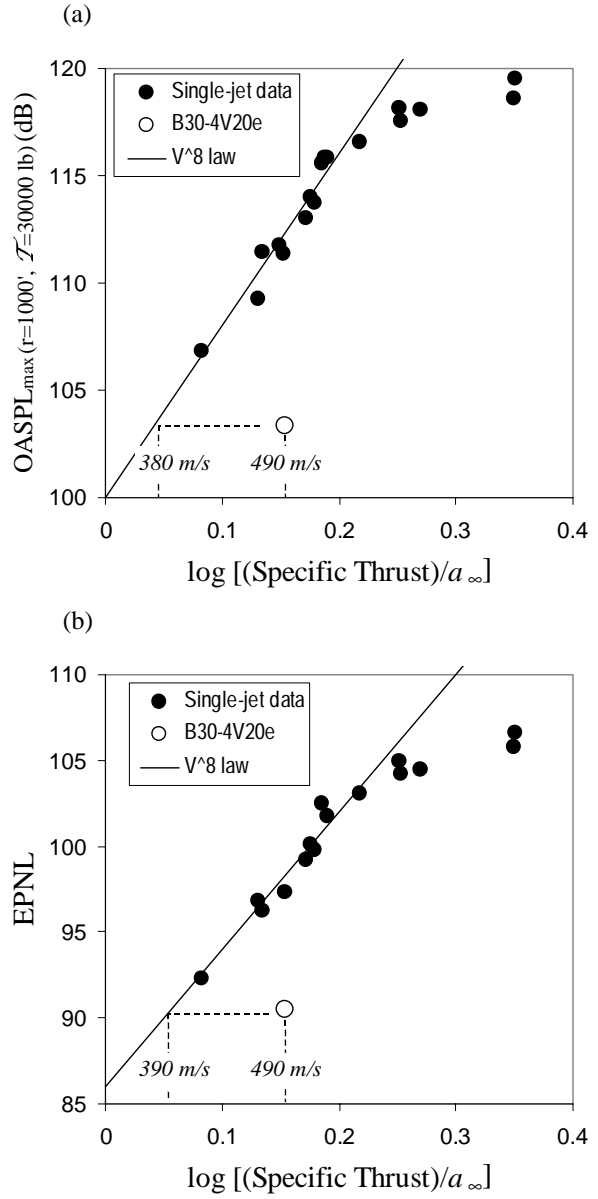 (a)
OASPLmax (r=1000', 𝒯=30000 lb) (dB)
120
115
110
105
100
Single-jet data
B30-4V20e
V^8 law
380 m/s
490 m/s
0
0.1
0.2
0.3
0.4
log [(Specific Thrust)/a∞]
(b)
EPNL
110
105
100
95
90
85
Single-jet data
B30-4V20e
V^8 law
390 m/s
490 m/s
0
0.1
0.2
0.3
0.4
log [(Specific Thrust)/a∞]